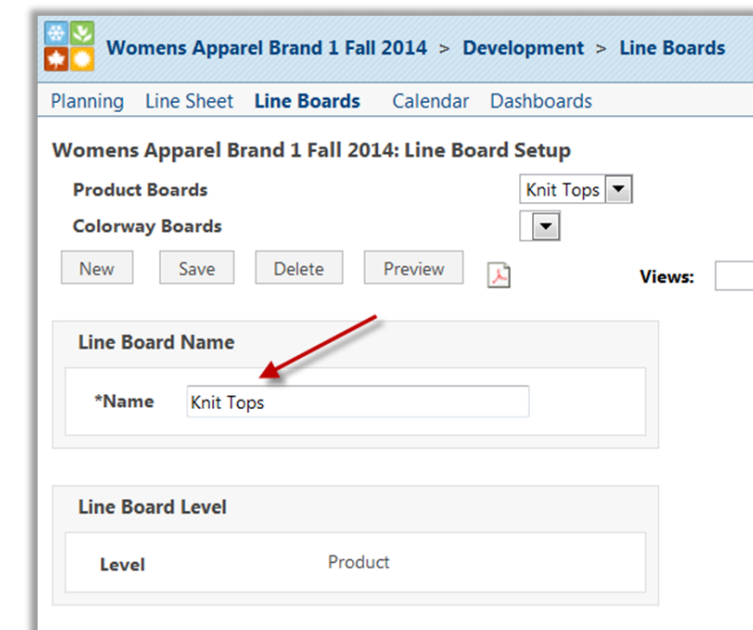 Womens Apparel Brand 1 Fall 2014 > Development > Line Boards
Planning Line Sheet Line Boards Calendar Dashboards
Womens Apparel Brand 1 Fall 2014: Line Board Setup
Product Boards Knit Tops
Colorway Boards
New Save Delete Preview Views:
Line Board Name
*Name Knit Tops
Line Board Level
Level Product